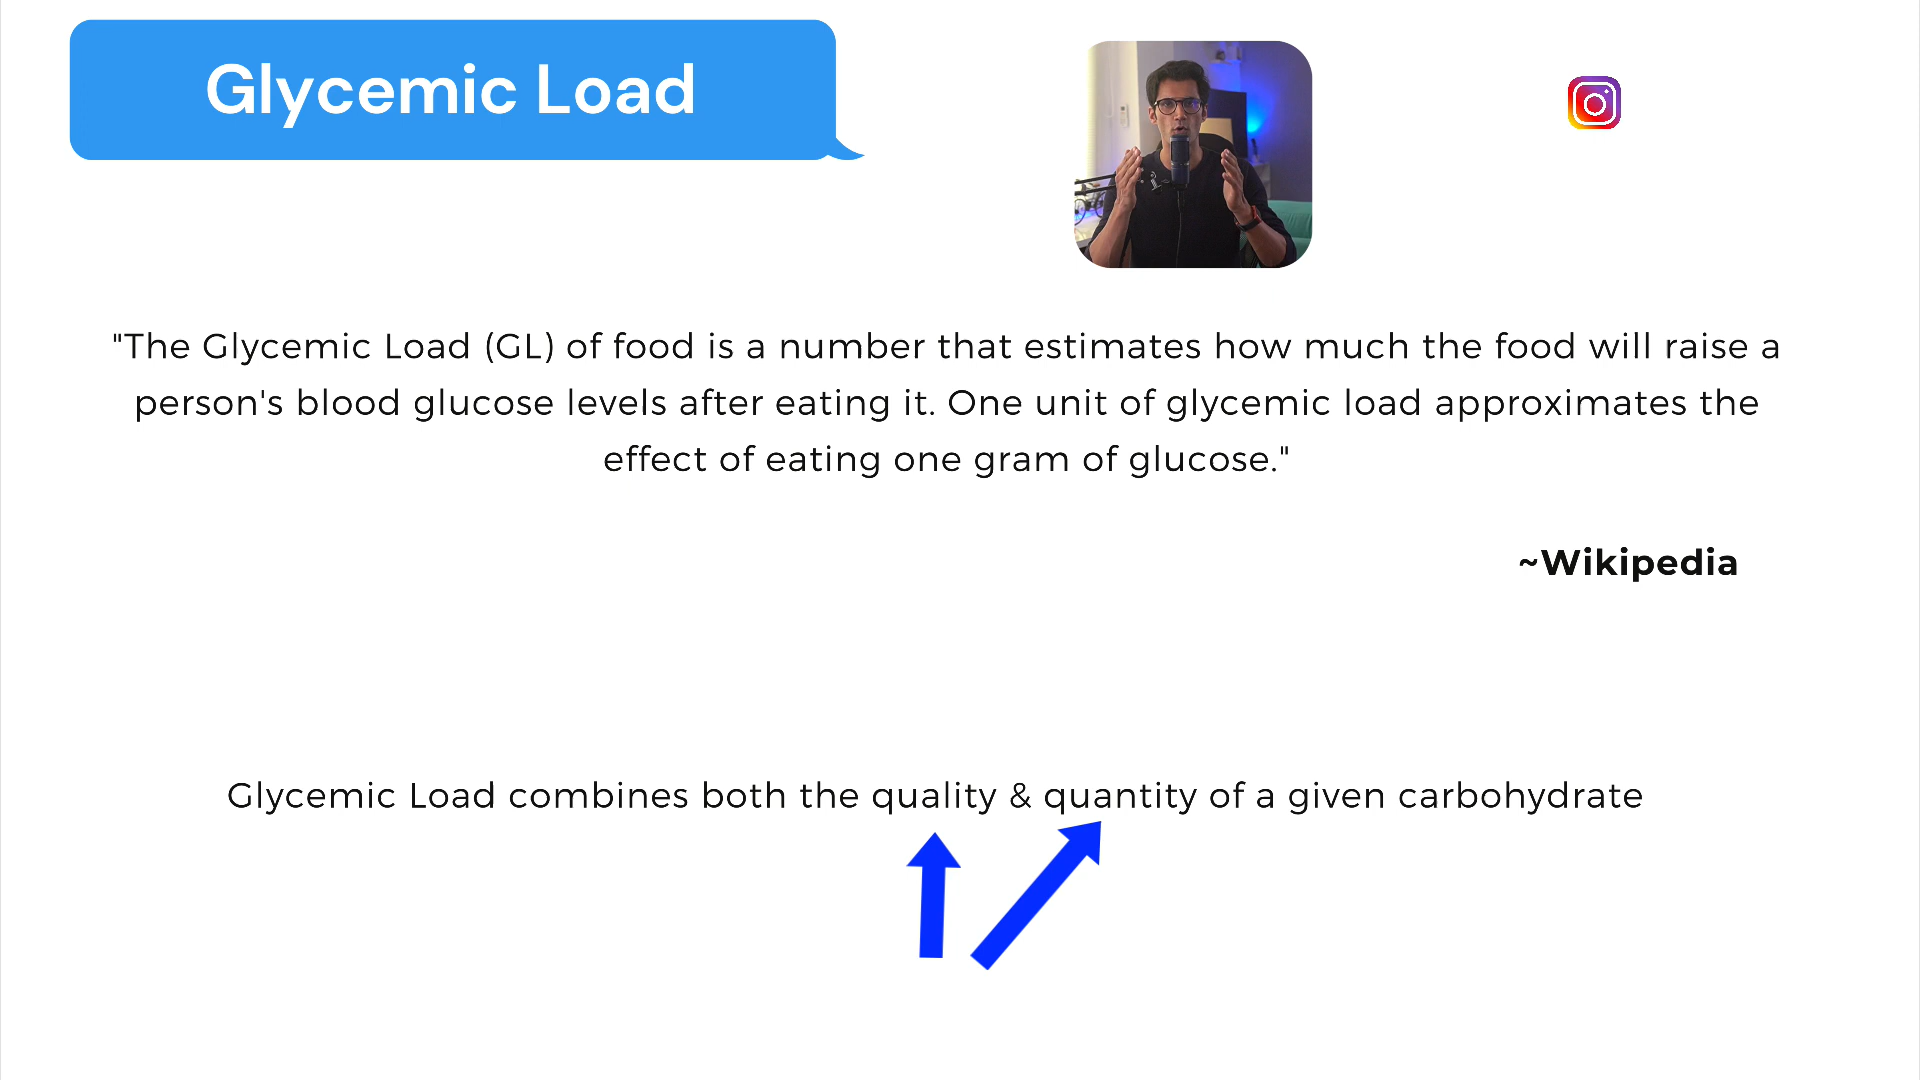 Glycemic Load
"The Glycemic Load (GL) of food is a number that estimates how much the food will raise a
person's blood glucose levels after eating it. One unit of glycemic load approximates the
effect of eating one gram of glucose."
~Wikipedia
Glycemic Load combines both the quality & quantity of a given carbohydrate